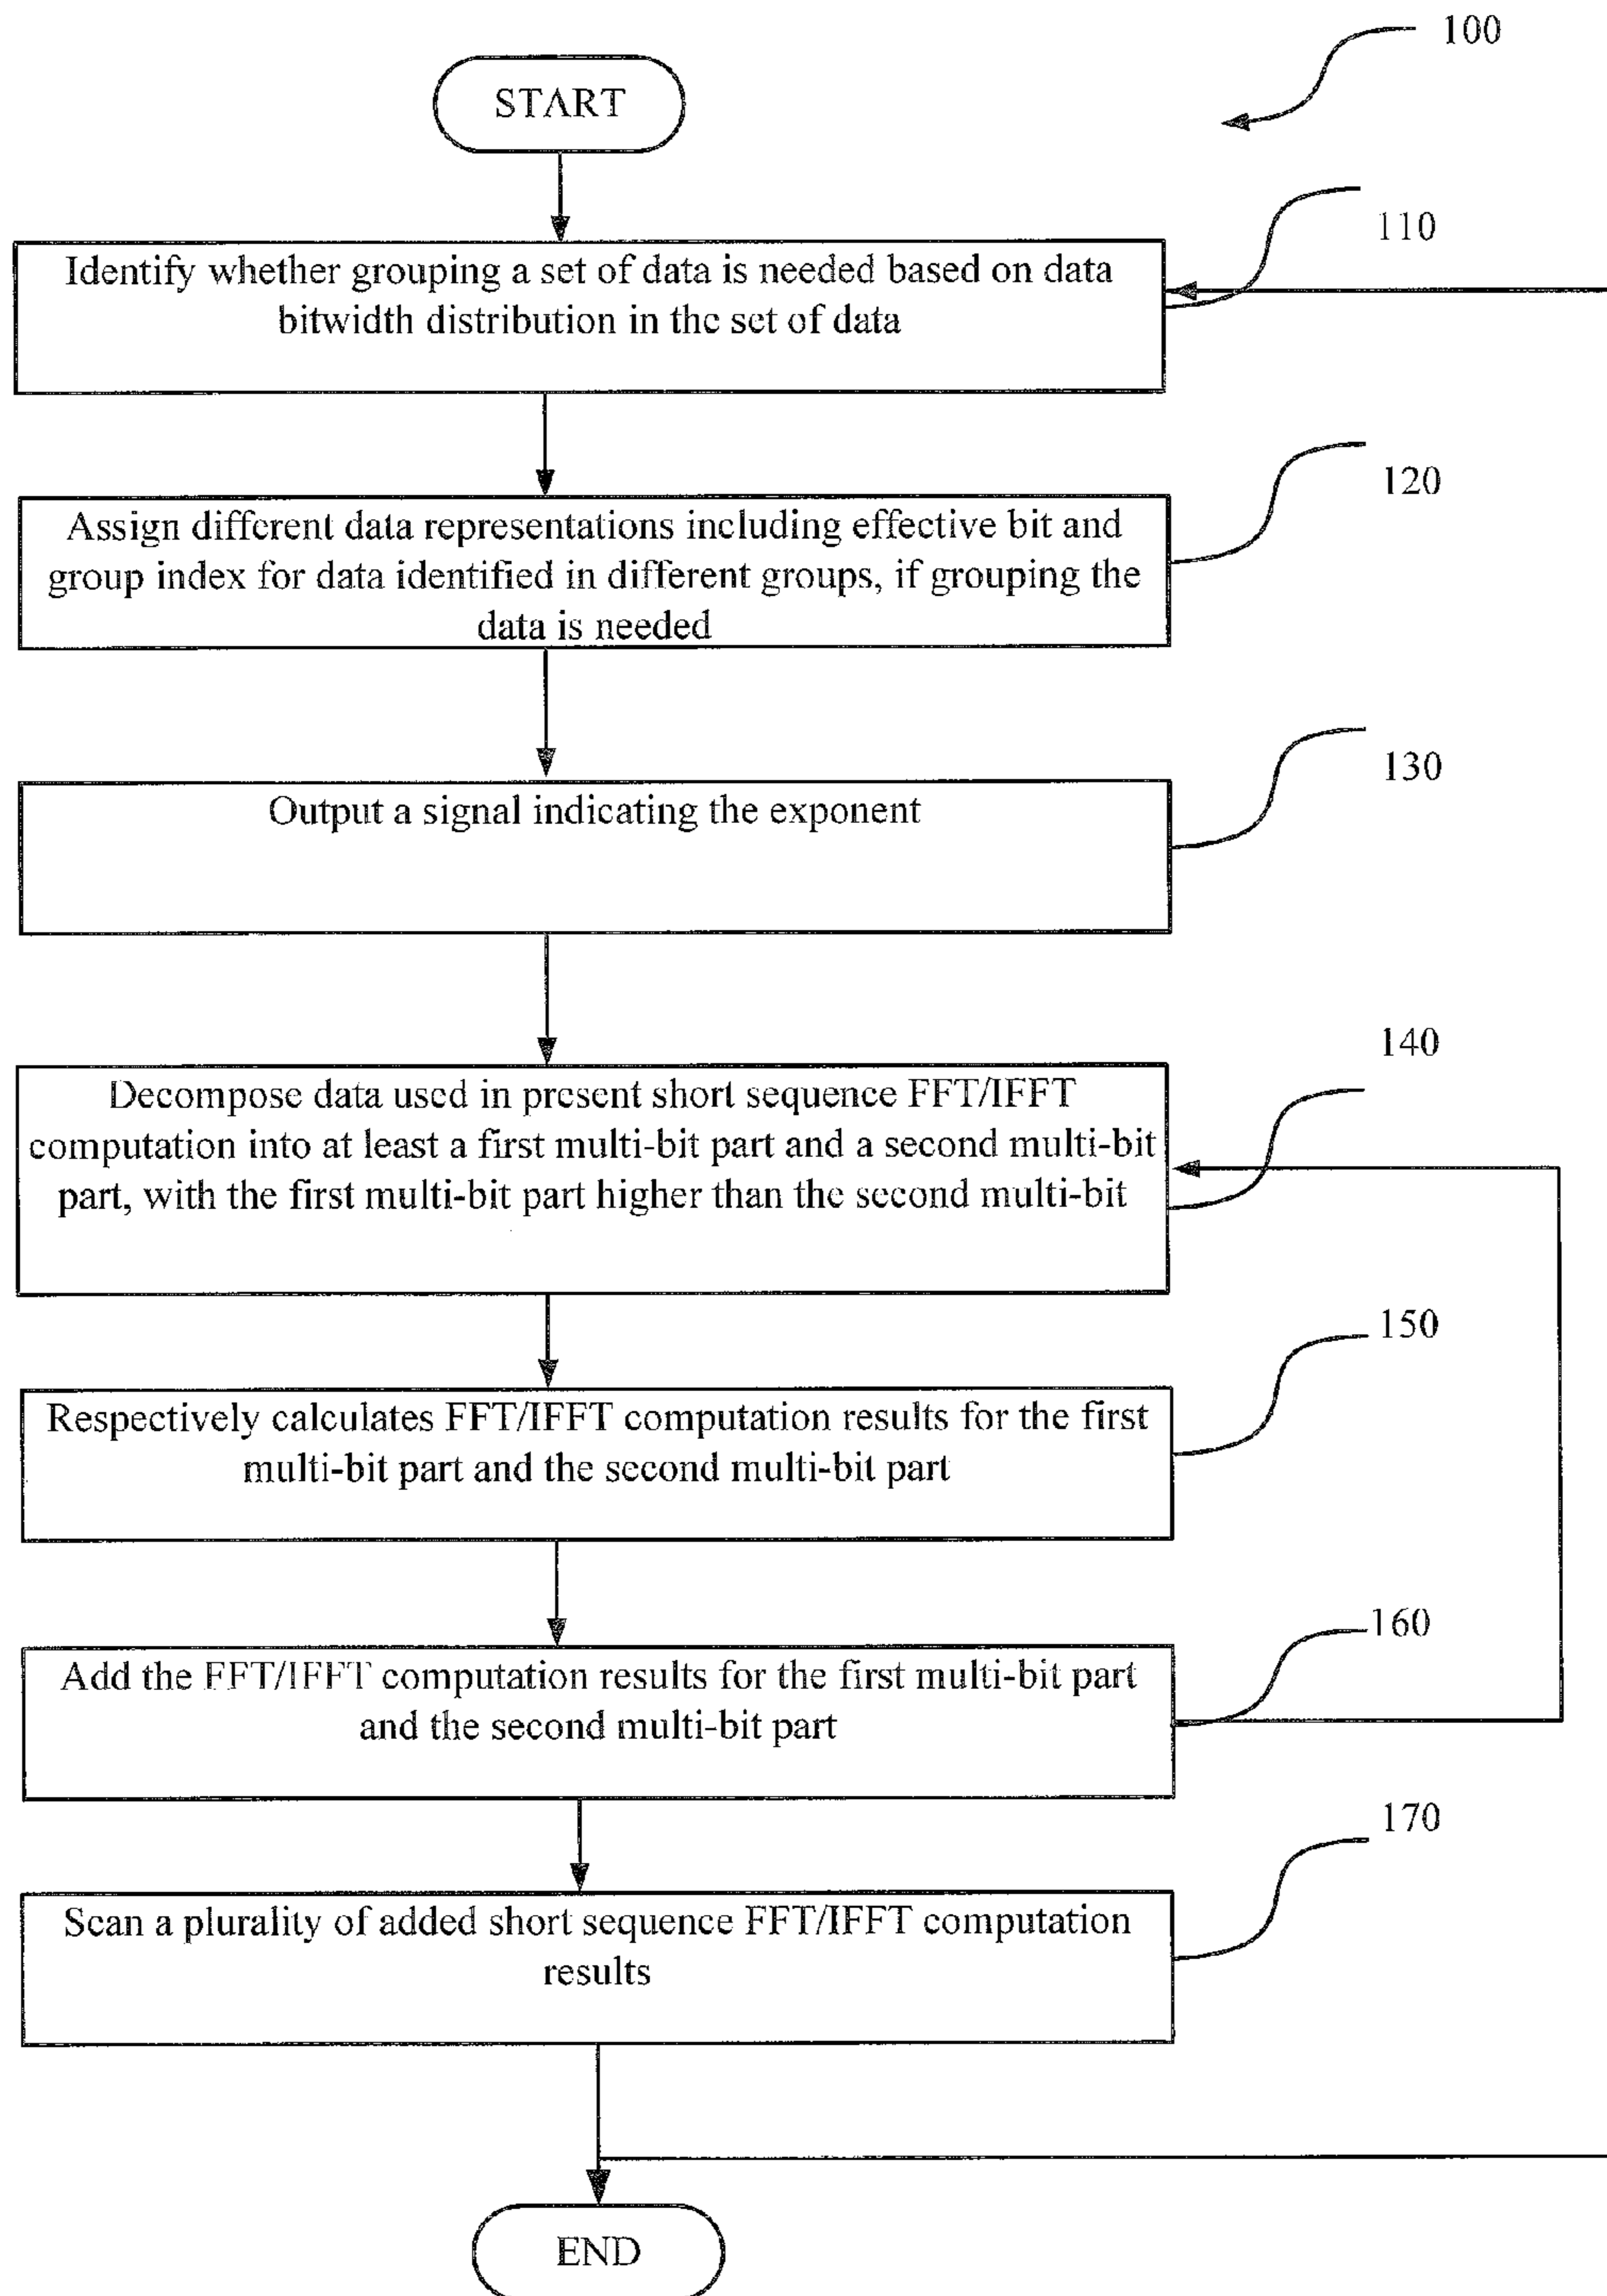 100
START
110
Identify whether grouping a set of data is needed based on data
bitwidth distribution in the set of data
120
Assign different data representations including effective bit and
group index for data identified in different groups, if grouping the
data is needed
130
Output a signal indicating the exponent
140
Decompose data used in present short sequence FFT/IFFT
computation into at least a first multi-bit part and a second multi-bit
part, with the first multi-bit part higher than the second multi-bit
150
Respectively calculates FFT/IFFT computation results for the first
multi-bit part and the second multi-bit part
160
Add the FFT/IFFT computation results for the first multi-bit part
and the second multi-bit part
170
Scan a plurality of added short sequence FFT/IFFT computation
results
END